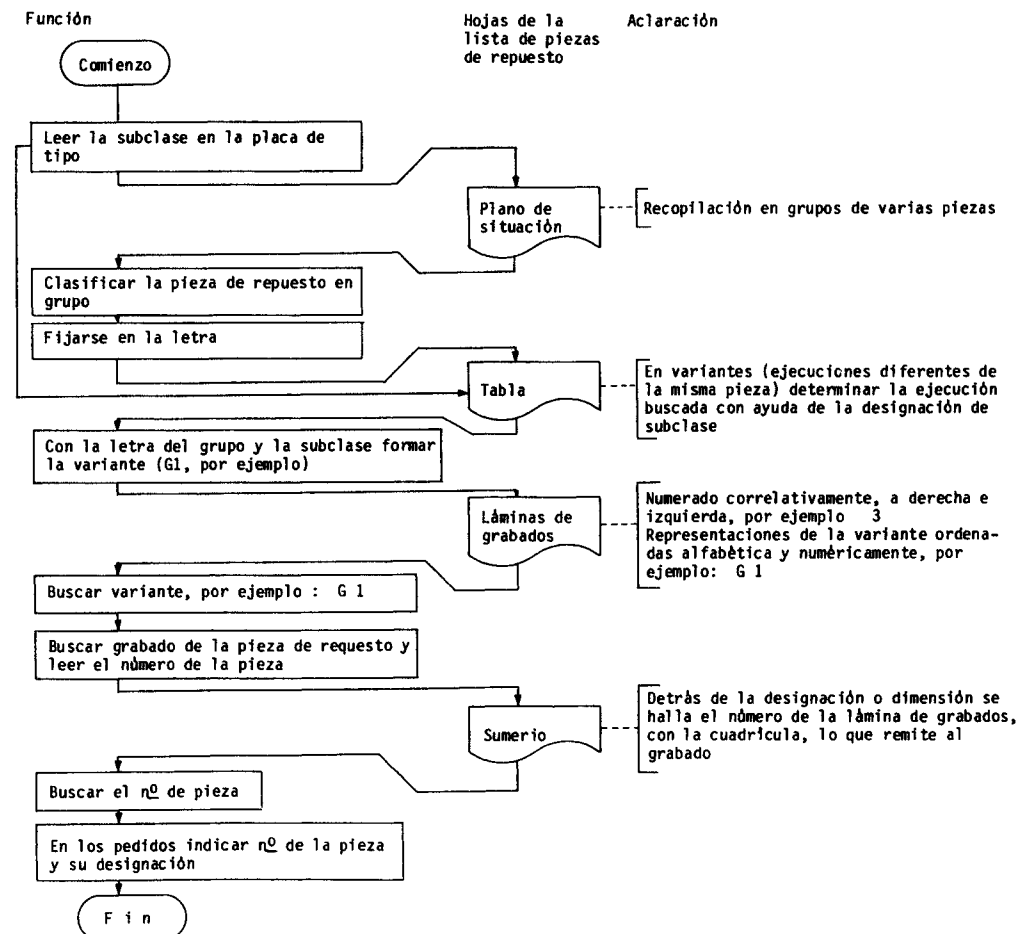 Función
Hojas de la
lista de piezas
de repuesto
Aclaración
Comienzo
Leer la subclase en la placa de
tipo
Plano de
situación
Recopilación en grupos de varias piezas
Clasificar la pieza de repuesto en
grupo
Fijarse en la letra
Tabla
En variantes (ejecuciones diferentes de
la misma pieza) determinar la ejecución
buscada con ayuda de la designación de
subclase
Con la letra del grupo y la subclase formar
la variante (G1, por ejemplo)
Láminas de
grabados
Numerado correlativamente, a derecha e
izquierda, por ejemplo 3
Representaciones de la variante ordena-
das alfabética y numéricamente, por
ejemplo: G 1
Buscar variante, por ejemplo : G 1
Buscar grabado de la pieza de requesto y
leer el número de la pieza
Sumerio
Detrás de la designación o dimensión se
halla el número de la lámina de grabados,
con la cuadrícula, lo que remite al
grabado
Buscar el nº de pieza
En los pedidos indicar nº de la pieza
y su designación
F i n